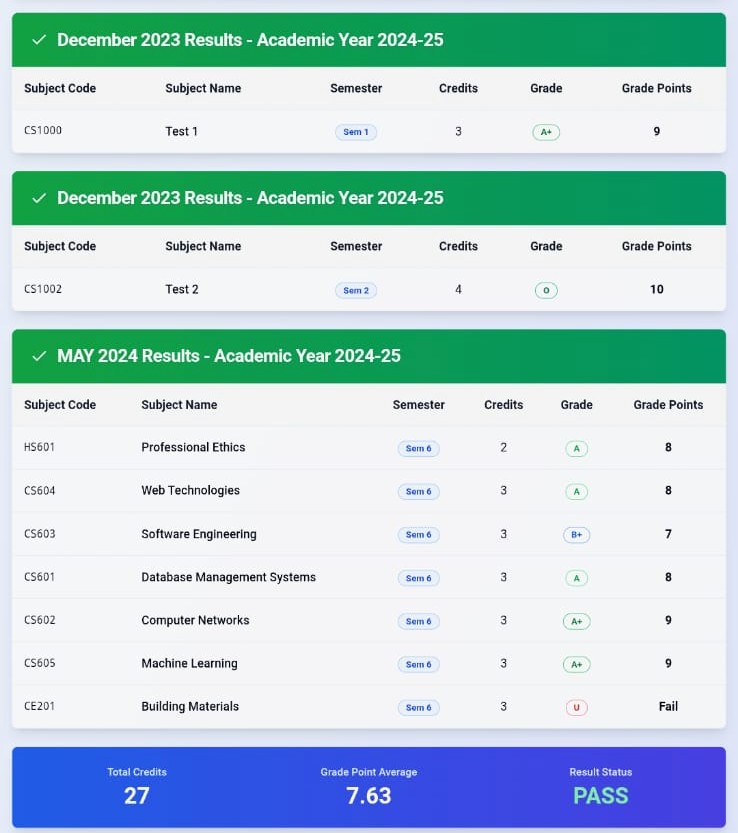 December 2023 Results - Academic Year 2024-25
Subject Code Subject Name Semester Credits Grade Grade Points
CS1000 Test 1 Sem 1 3 A+ 9
December 2023 Results - Academic Year 2024-25
Subject Code Subject Name Semester Credits Grade Grade Points
CS1002 Test 2 Sem 2 4 O 10
MAY 2024 Results - Academic Year 2024-25
Subject Code Subject Name Semester Credits Grade Grade Points
HS601 Professional Ethics Sem 6 2 A 8
CS604 Web Technologies Sem 6 3 A 8
CS603 Software Engineering Sem 6 3 B+ 7
CS601 Database Management Systems Sem 6 3 A 8
CS602 Computer Networks Sem 6 3 A+ 9
CS605 Machine Learning Sem 6 3 A+ 9
CE201 Building Materials Sem 6 3 U Fail
Total Credits Grade Point Average Result Status
27 7.63 PASS